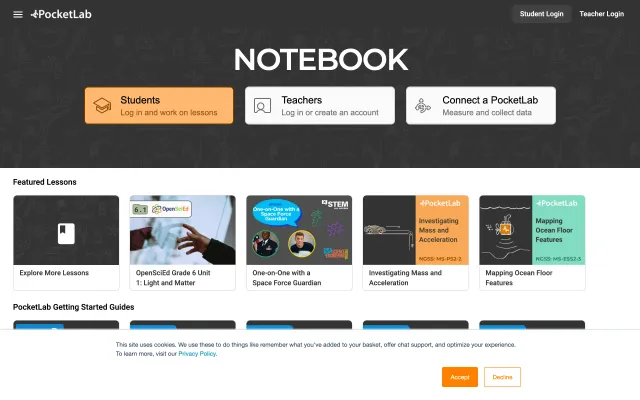 PocketLab
Student Login
Teacher Login
NOTEBOOK
Students
Log in and work on lessons
Teachers
Log in or create an account
Connect a PocketLab
Measure and collect data
Featured Lessons
6.1 OpenSciEd
One-on-One with a
Space Force
Guardian
STEM
PocketLab
Investigating
Mass and
Acceleration
NGSS: MS-PS2-2
PocketLab
Mapping
Ocean Floor
Features
NGSS: MS-ESS2-3
Explore More Lessons
OpenSciEd Grade 6 Unit
1: Light and Matter
One-on-One with a
Space Force Guardian
Investigating Mass and
Acceleration
Mapping Ocean Floor
Features
PocketLab Getting Started Guides
This site uses cookies. We use these to do things like remember what you've added to your basket, offer chat support, and optimize your experience.
To learn more, visit our Privacy Policy.
Accept
Decline